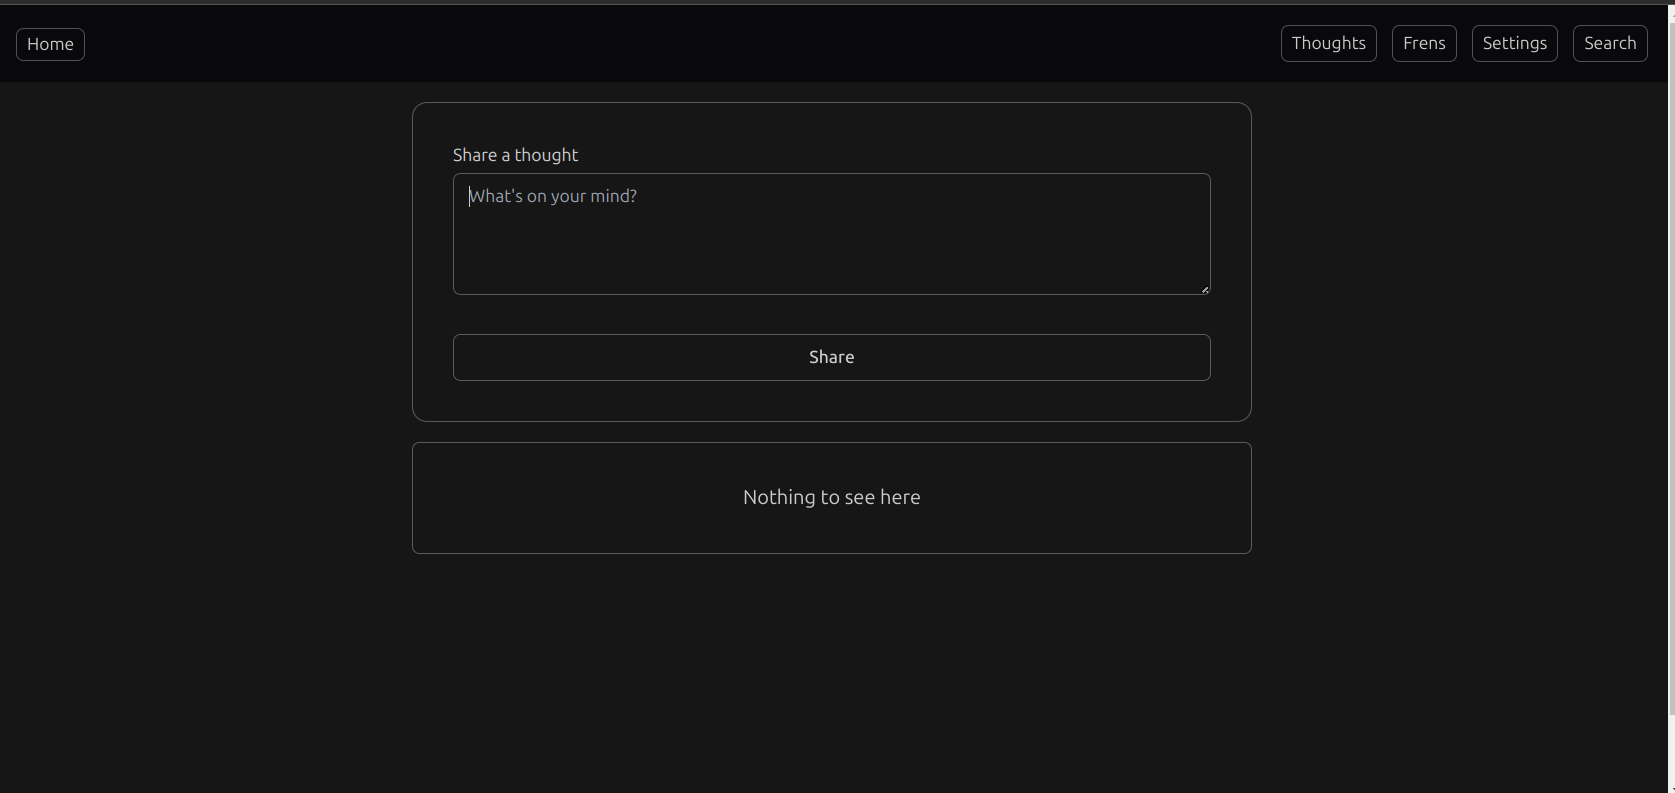 Home
Thoughts Frens Settings Search
Share a thought
What's on your mind?
Share
Nothing to see here